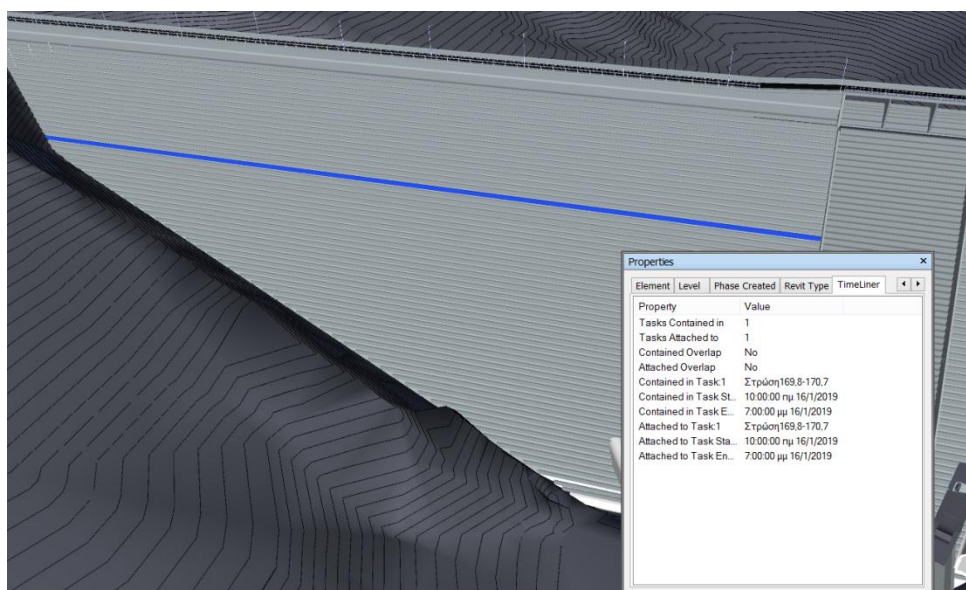 Properties
Element Level Phase Created Revit Type TimeLiner
Property Value
Tasks Contained in 1
Tasks Attached to 1
Contained Overlap No
Attached Overlap No
Contained in Task:1 Στρώση169,8-170,7
Contained in Task St... 10:00:00 πμ 16/1/2019
Contained in Task E... 7:00:00 μμ 16/1/2019
Attached to Task:1 Στρώση169,8-170,7
Attached to Task Sta... 10:00:00 πμ 16/1/2019
Attached to Task En... 7:00:00 μμ 16/1/2019